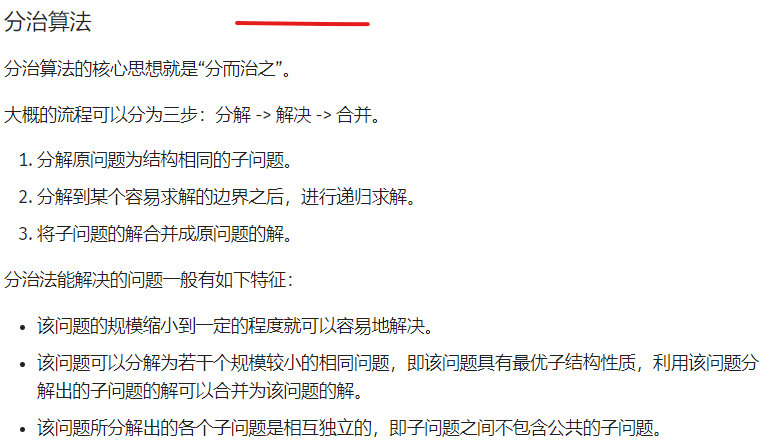 分治算法
分治算法的核心思想就是“分而治之”。
大概的流程可以分为三步：分解 -> 解决 -> 合并。
1. 分解原问题为结构相同的子问题。
2. 分解到某个容易求解的边界之后，进行递归求解。
3. 将子问题的解合并成原问题的解。
分治法能解决的问题一般有如下特征：
• 该问题的规模缩小到一定的程度就可以容易地解决。
• 该问题可以分解为若干个规模较小的相同问题，即该问题具有最优子结构性质，利用该问题分
解出的子问题的解可以合并为该问题的解。
• 该问题所分解出的各个子问题是相互独立的，即子问题之间不包含公共的子问题。